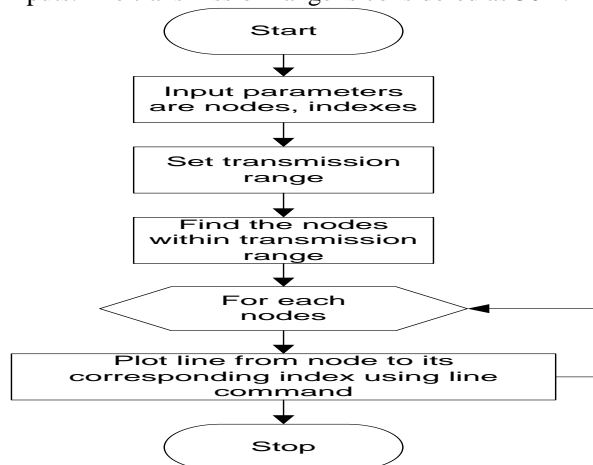 Start
Input parameters
are nodes, indexes
Set transmission
range
Find the nodes
within transmission
range
For each
nodes
Plot line from node to its
corresponding index using line
command
Stop